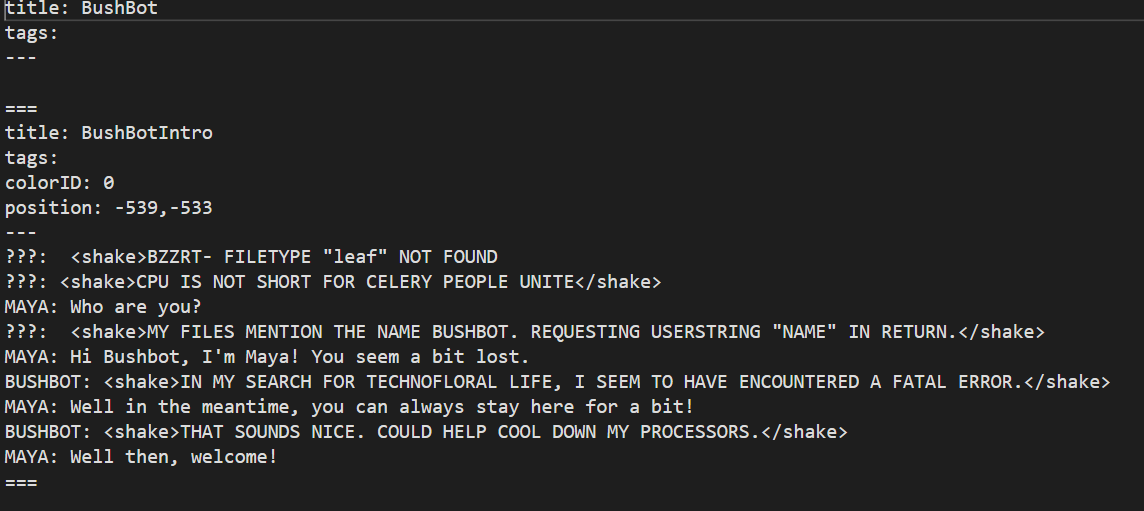 title: BushBot
tags:
---
===
title: BushBotIntro
tags:
colorID: 0
position: -539,-533
---
???:  <shake>BZZRT- FILETYPE "leaf" NOT FOUND
???: <shake>CPU IS NOT SHORT FOR CELERY PEOPLE UNITE</shake>
MAYA: Who are you?
???:  <shake>MY FILES MENTION THE NAME BUSHBOT. REQUESTING USERSTRING "NAME" IN RETURN.</shake>
MAYA: Hi Bushbot, I'm Maya! You seem a bit lost.
BUSHBOT: <shake>IN MY SEARCH FOR TECHNOFLORAL LIFE, I SEEM TO HAVE ENCOUNTERED A FATAL ERROR.</shake>
MAYA: Well in the meantime, you can always stay here for a bit!
BUSHBOT: <shake>THAT SOUNDS NICE. COULD HELP COOL DOWN MY PROCESSORS.</shake>
MAYA: Well then, welcome!
===